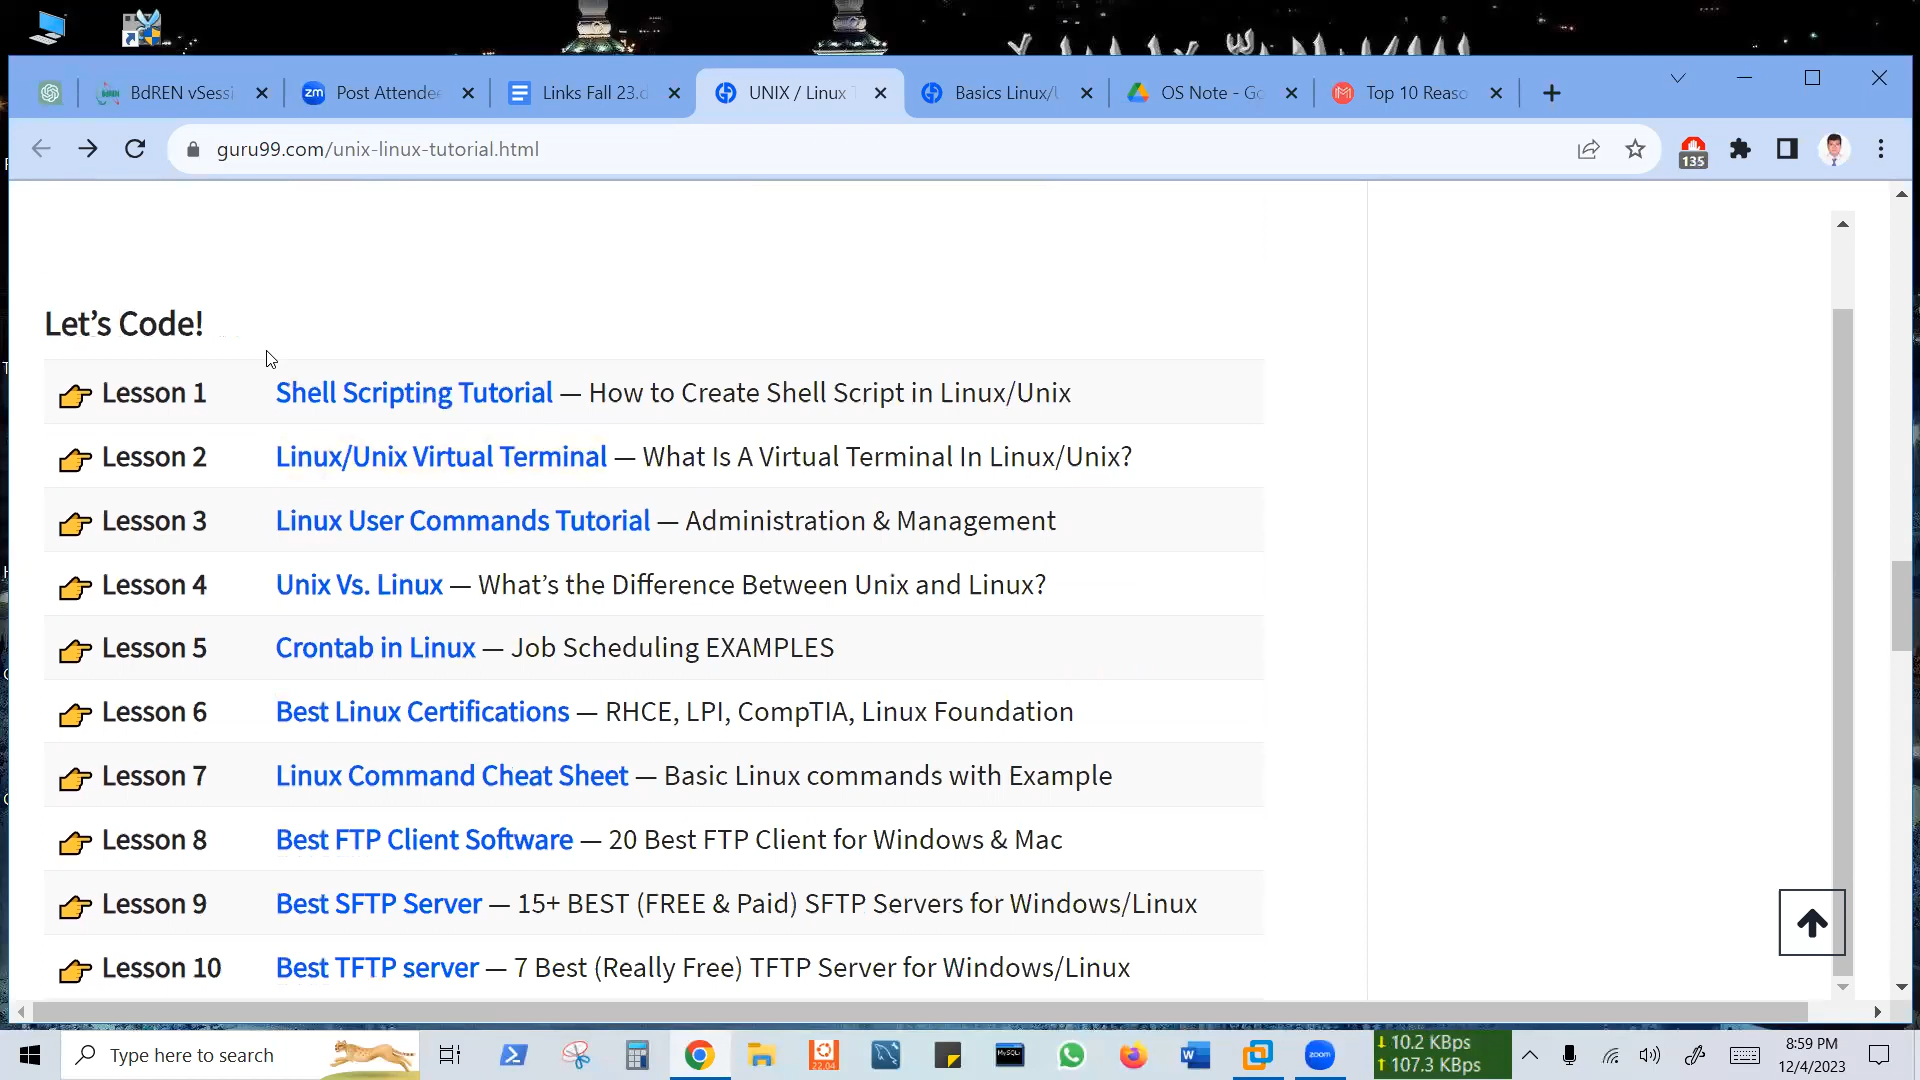 BdREN vSessi
Post Attendee
Links Fall 23.d
UNIX / Linux T
Basics Linux/U
OS Note - Go
Top 10 Reaso
guru99.com/unix-linux-tutorial.html
135
Let’s Code!
Lesson 1 Shell Scripting Tutorial — How to Create Shell Script in Linux/Unix
Lesson 2 Linux/Unix Virtual Terminal — What Is A Virtual Terminal In Linux/Unix?
Lesson 3 Linux User Commands Tutorial — Administration & Management
Lesson 4 Unix Vs. Linux — What’s the Difference Between Unix and Linux?
Lesson 5 Crontab in Linux — Job Scheduling EXAMPLES
Lesson 6 Best Linux Certifications — RHCE, LPI, CompTIA, Linux Foundation
Lesson 7 Linux Command Cheat Sheet — Basic Linux commands with Example
Lesson 8 Best FTP Client Software — 20 Best FTP Client for Windows & Mac
Lesson 9 Best SFTP Server — 15+ BEST (FREE & Paid) SFTP Servers for Windows/Linux
Lesson 10 Best TFTP server — 7 Best (Really Free) TFTP Server for Windows/Linux
Type here to search
22.04
MySQL
zoom
10.2 KBps
107.3 KBps
8:59 PM
12/4/2023